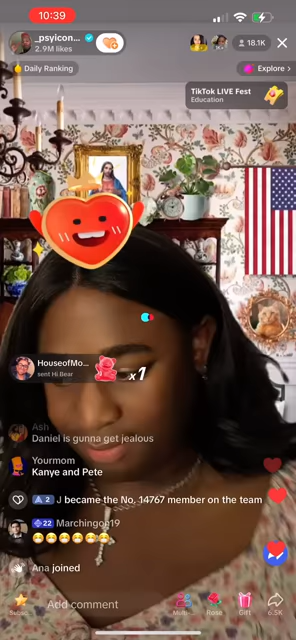 10:39
_psyicon...
2.9M likes
18.1K
Daily Ranking
Explore >
TikTok LIVE Fest
Education
HouseofMo...
sent Hi Bear
x1
Ash
Daniel is gunna get jealous
Yourmom
Kanye and Pete
2 J became the No. 14767 member on the team
22 Marchingon19
Ana joined
Subsc...
Add comment
Multi-...
Rose
Gift
6.5K